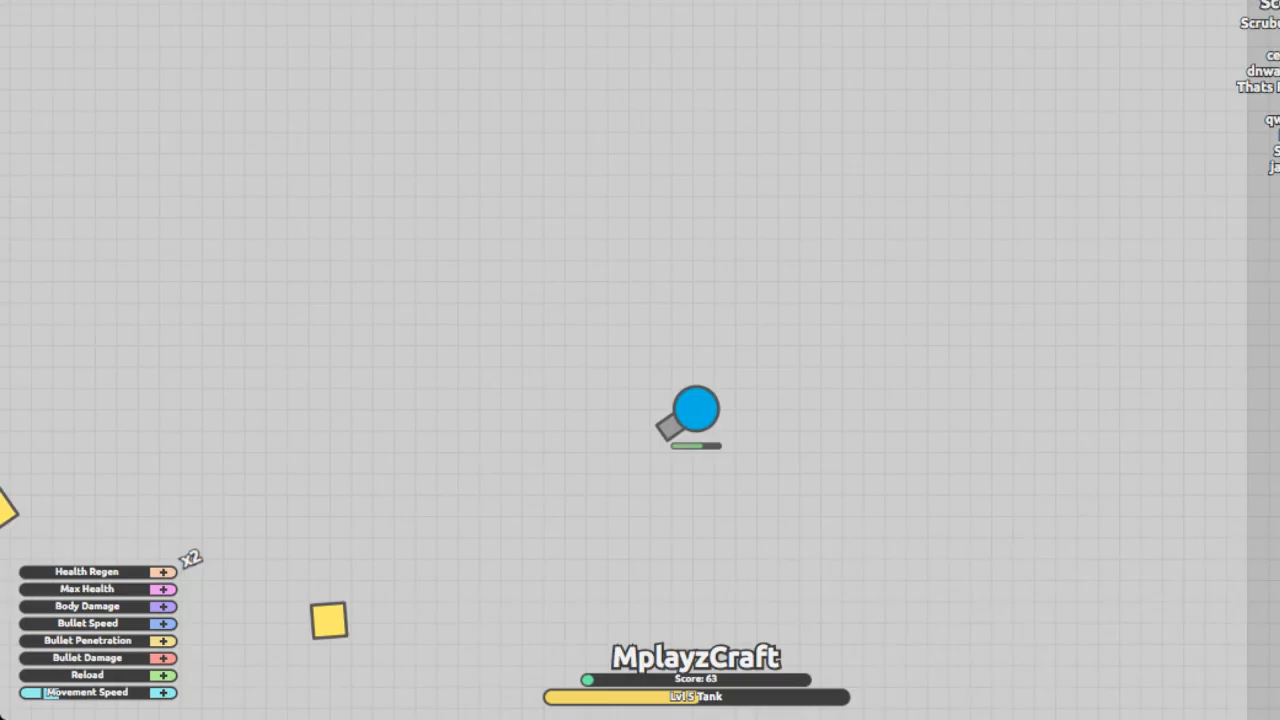 x2
Health Regen
Max Health
Body Damage
Bullet Speed
Bullet Penetration
Bullet Damage
Reload
Movement Speed
MplayzCraft
Score: 63
Lvl 5 Tank
Thats